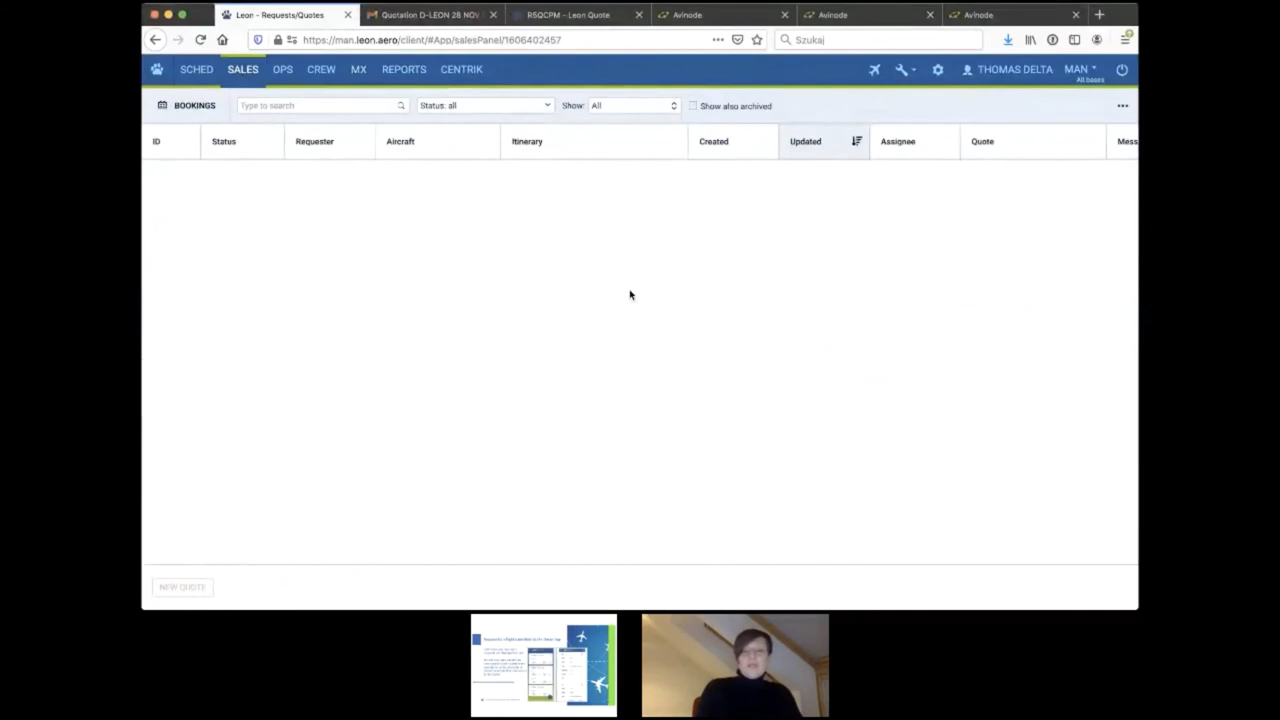 Leon - Requests/Quotes
Quotation D-LEON 28 NOV
R5QCPM - Leon Quote
Avinode
Avinode
Avinode
https://man.leon.aero/client/#App/salesPanel/1606402457
Szukaj
SCHED
SALES
OPS
CREW
MX
REPORTS
CENTRIK
THOMAS DELTA
MAN
All bases
BOOKINGS
Type to search
Status: all
Show:
All
Show also archived
ID
Status
Requester
Aircraft
Itinerary
Created
Updated
Assignee
Quote
Mess
NEW QUOTE